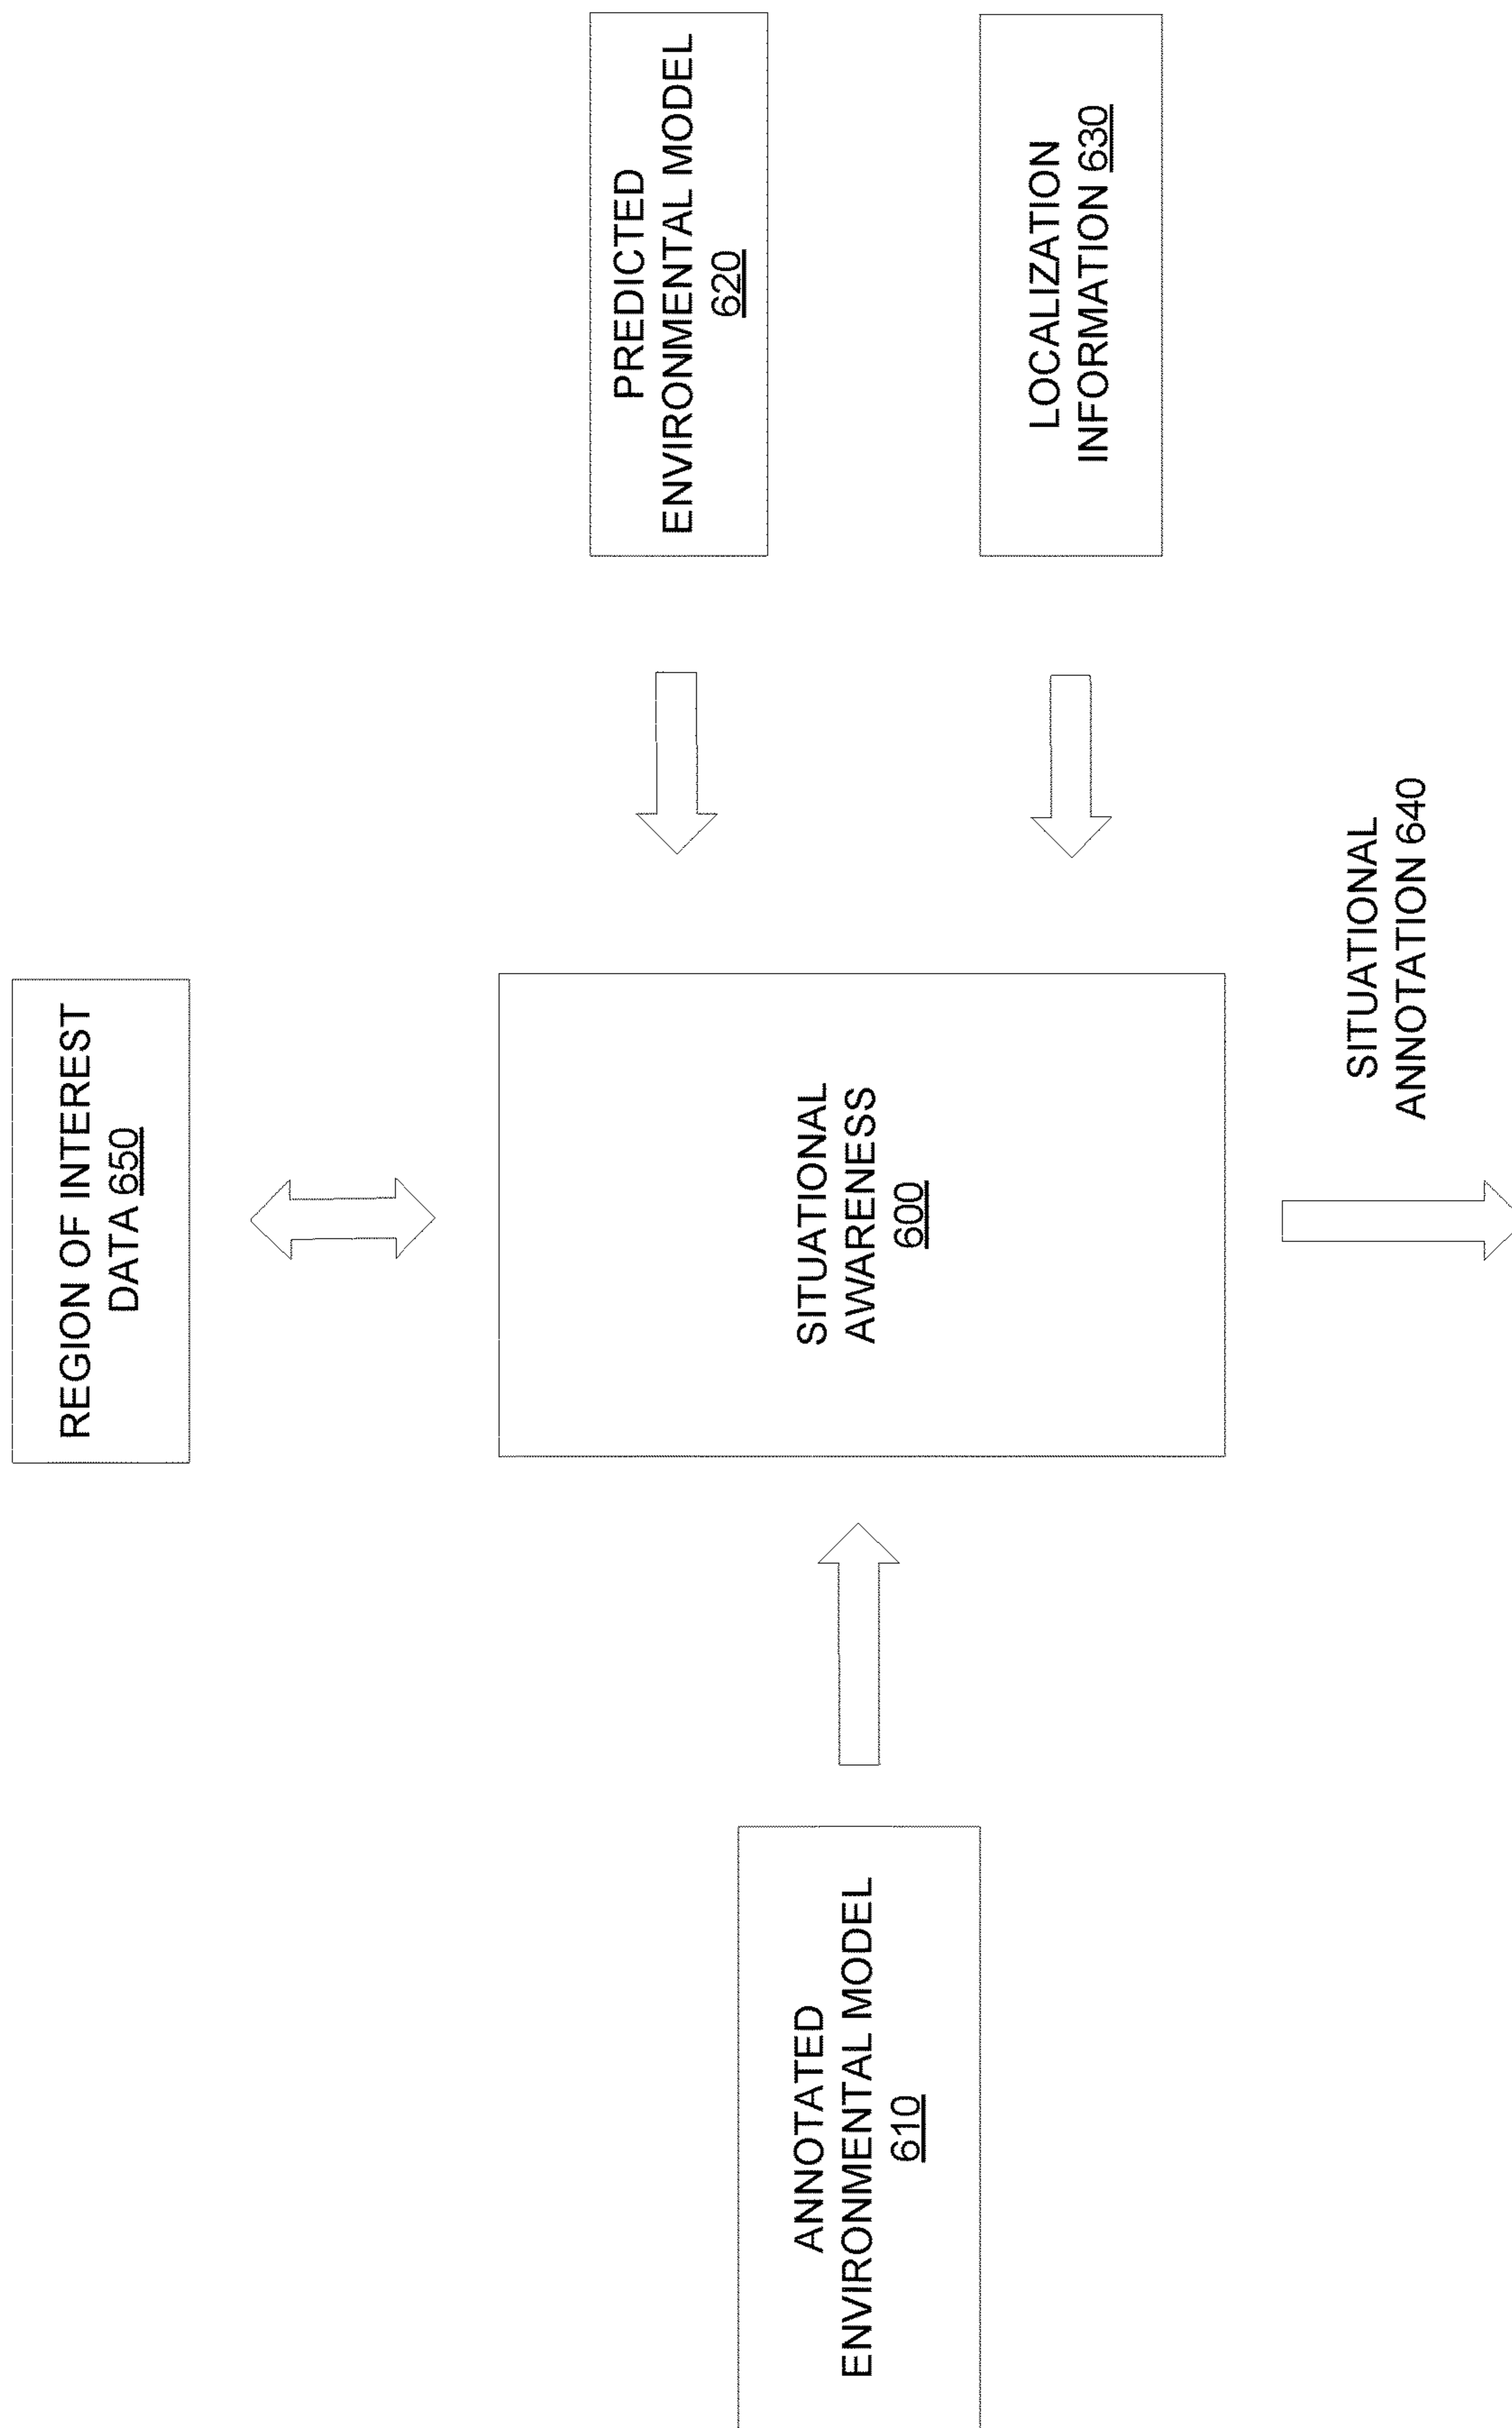 REGION OF INTEREST
DATA 650
ANNOTATED
ENVIRONMENTAL MODEL
610
SITUATIONAL
AWARENESS
600
PREDICTED
ENVIRONMENTAL MODEL
620
LOCALIZATION
INFORMATION 630
SITUATIONAL
ANNOTATION 640